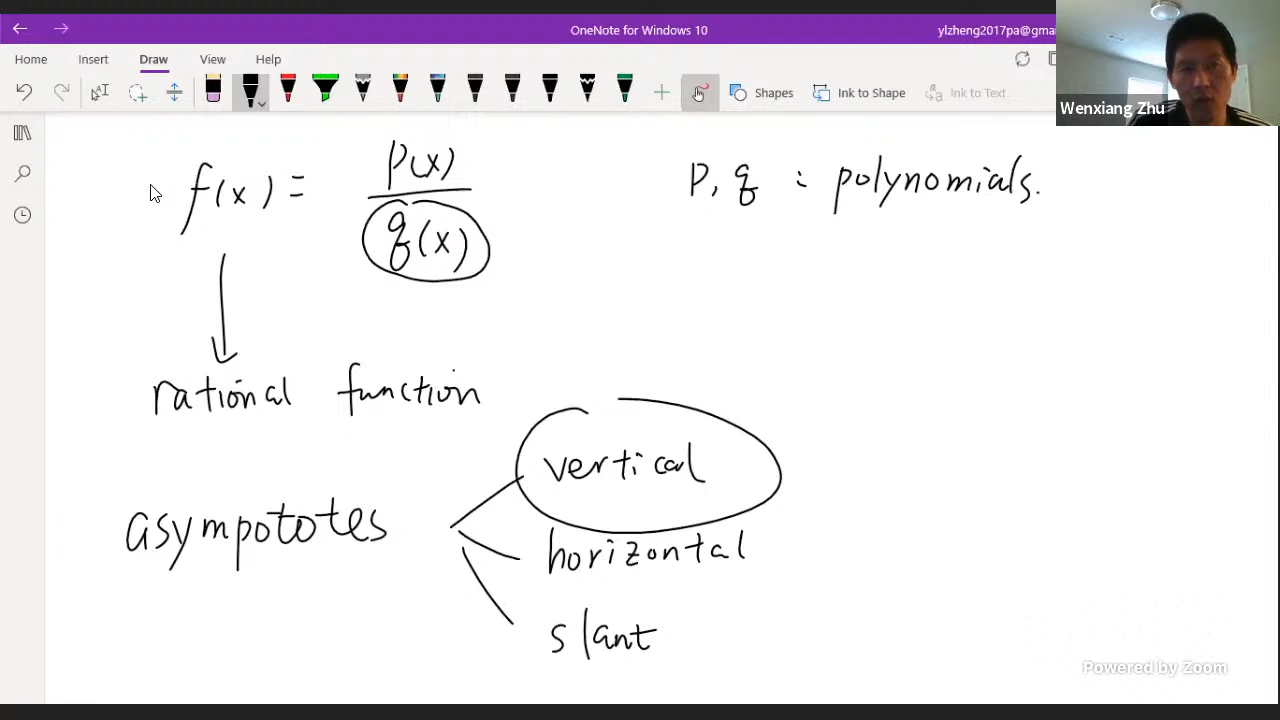 OneNote for Windows 10
ylzheng2017pa@gma
Home Insert Draw View Help
Shapes Ink to Shape Ink to Text
Wenxiang Zhu
f(x) = p(x) / q(x)
P, q : polynomials.
rational function
asympototes
vertical
horizontal
slant
Powered by Zoom